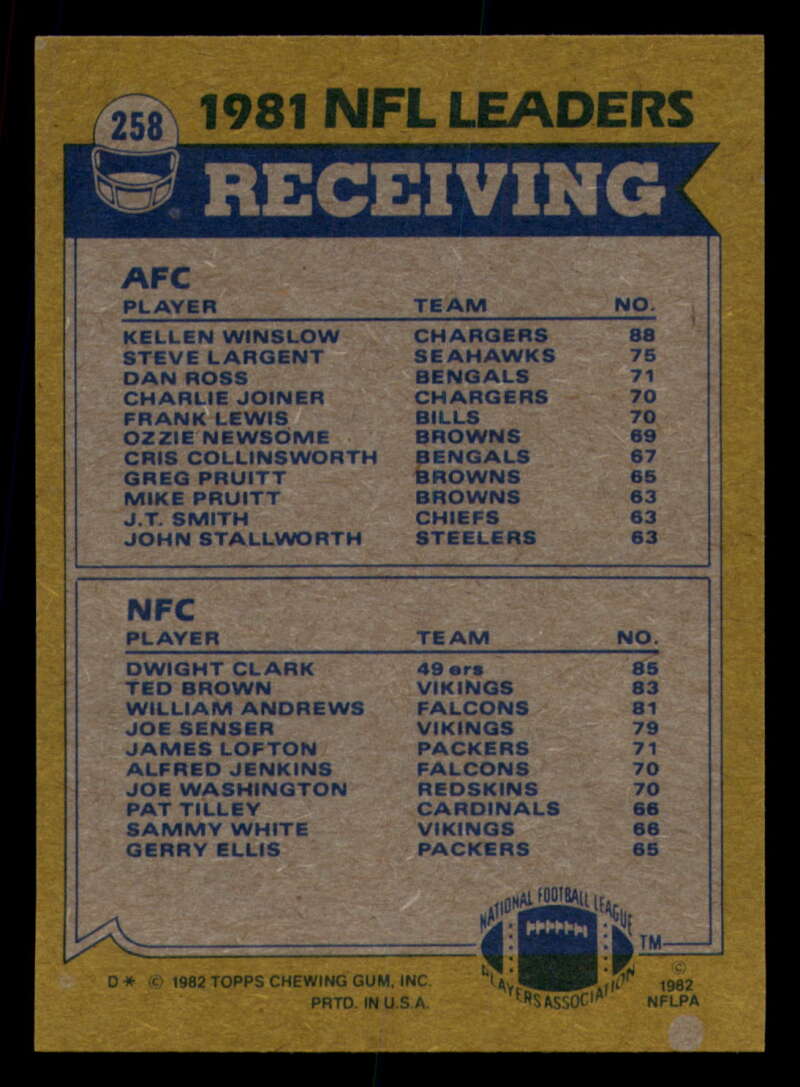 258
1981 NFL LEADERS
RECEIVING
AFC
PLAYER TEAM NO.
KELLEN WINSLOW CHARGERS 88
STEVE LARGENT SEAHAWKS 75
DAN ROSS BENGALS 71
CHARLIE JOINER CHARGERS 70
FRANK LEWIS BILLS 70
OZZIE NEWSOME BROWNS 69
CRIS COLLINSWORTH BENGALS 67
GREG PRUITT BROWNS 65
MIKE PRUITT BROWNS 63
J.T. SMITH CHIEFS 63
JOHN STALLWORTH STEELERS 63
NFC
PLAYER TEAM NO.
DWIGHT CLARK 49ers 85
TED BROWN VIKINGS 83
WILLIAM ANDREWS FALCONS 81
JOE SENSER VIKINGS 79
JAMES LOFTON PACKERS 71
ALFRED JENKINS FALCONS 70
JOE WASHINGTON REDSKINS 70
PAT TILLEY CARDINALS 66
SAMMY WHITE VIKINGS 66
GERRY ELLIS PACKERS 65
NATIONAL FOOTBALL LEAGUE
PLAYERS ASSOCIATION
TM
D* © 1982 TOPPS CHEWING GUM, INC.
PRTD. IN U.S.A.
©
1982
NFLPA